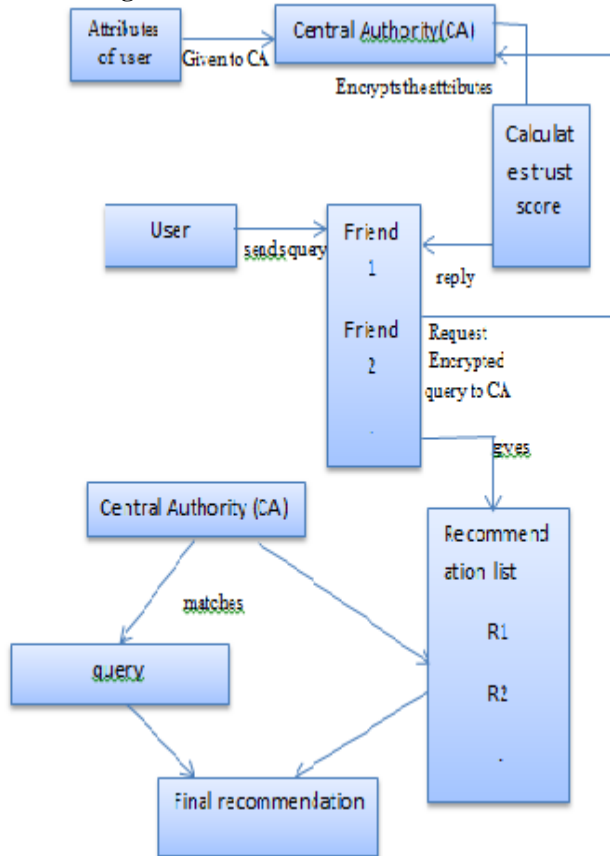 Attributes
of user
Given to CA
Central Authority(CA)
Encrypts the attributes
Calculat
es trust
score
User
sends query
Friend
1
Friend
2
.
reply
Request
Encrypted
query to CA
gves
Central Authority (CA)
matches
query
Recommend
ation list
R1
R2
.
Final recommendation